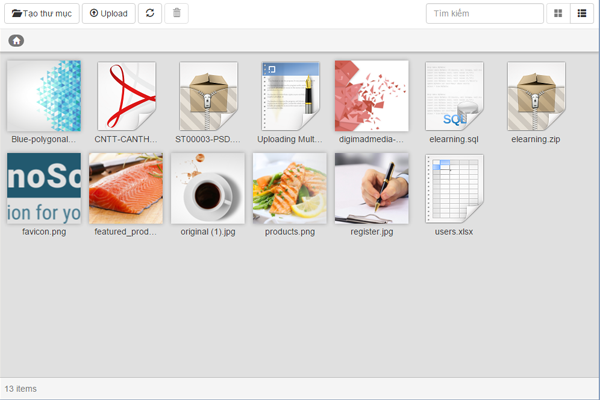 Tạo thư mục
Upload
Tìm kiếm
Blue-polygonal...
CNTT-CANTH...
ST00003-PSD....
Uploading Mult...
digimadmedia-...
SQL
elearning.sql
elearning.zip
noSo
ion for yo
favicon.png
featured_prod...
original (1).jpg
products.png
register.jpg
users.xlsx
13 items